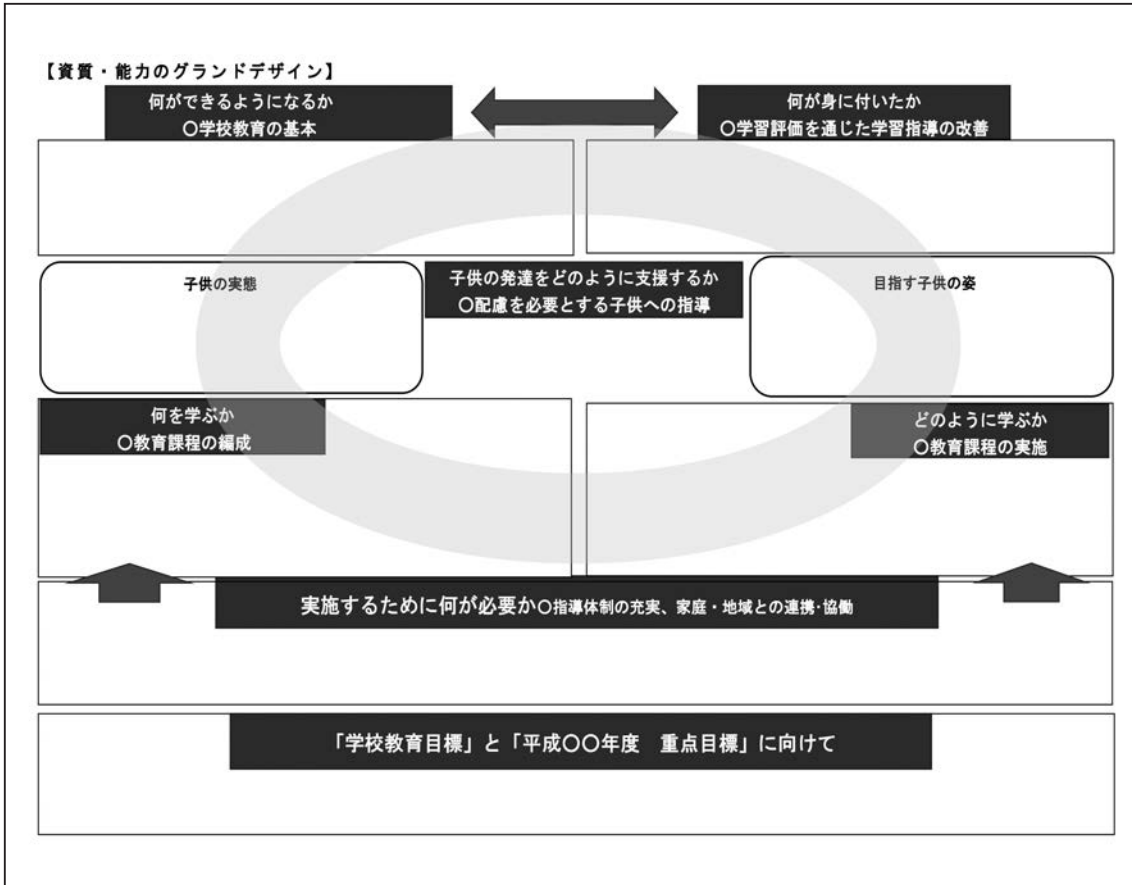 【資質・能力のグランドデザイン】
何ができるようになるか
〇学校教育の基本
何が身に付いたか
〇学習評価を通じた学習指導の改善
子供の実態
子供の発達をどのように支援するか
〇配慮を必要とする子供への指導
目指す子供の姿
何を学ぶか
〇教育課程の編成
どのように学ぶか
〇教育課程の実施
実施するために何が必要か〇指導体制の充実、家庭・地域との連携・協働
「学校教育目標」と「平成〇〇年度　重点目標」に向けて